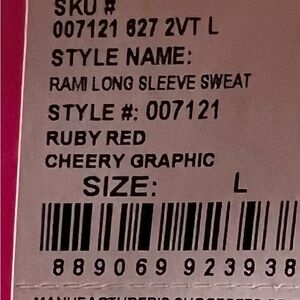 SKU #
007121 627 2VT L
STYLE NAME:
RAMI LONG SLEEVE SWEAT
STYLE #: 007121
RUBY RED
CHEERY GRAPHIC
SIZE: L
889069 923938